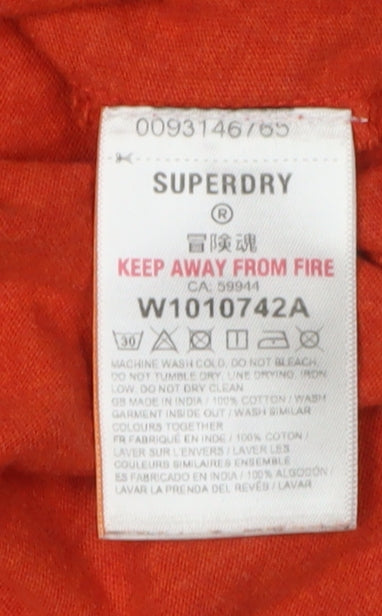 0093146765
SUPERDRY
®
冒険魂
KEEP AWAY FROM FIRE
CA: 59944
W1010742A
30
MACHINE WASH COLD, DO NOT BLEACH,
DO NOT TUMBLE DRY, LINE DRYING, IRON
LOW, DO NOT DRY CLEAN
GB MADE IN INDIA / 100% COTTON / WASH
GARMENT INSIDE OUT / WASH SIMILAR
COLOURS TOGETHER
FR FABRIQUÉ EN INDE / 100% COTON /
LAVER SUR L'ENVERS / LAVER LES
COULEURS SIMILAIRES ENSEMBLE
ES FABRICADO EN INDIA / 100% ALGODÓN /
LAVAR LA PRENDA DEL REVÉS / LAVAR